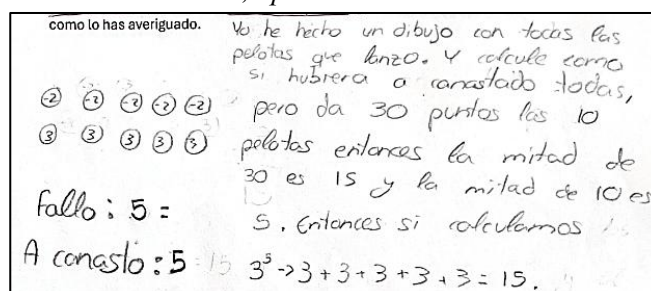 como lo has averiguado.
Yo he hecho un dibujo con todas las
pelotas que lanzo. Y calcule como
si hubiera a canastado todas,
pero da 30 puntos las 10
pelotas entonces la mitad de
30 es 15 y la mitad de 10 es
5. Entonces si calculamos
3⁵->3+3+3+3+3=15.
-2 -2 -2 -2 -2
3 3 3 3 3
Fallo: 5 =
A canasto: 5